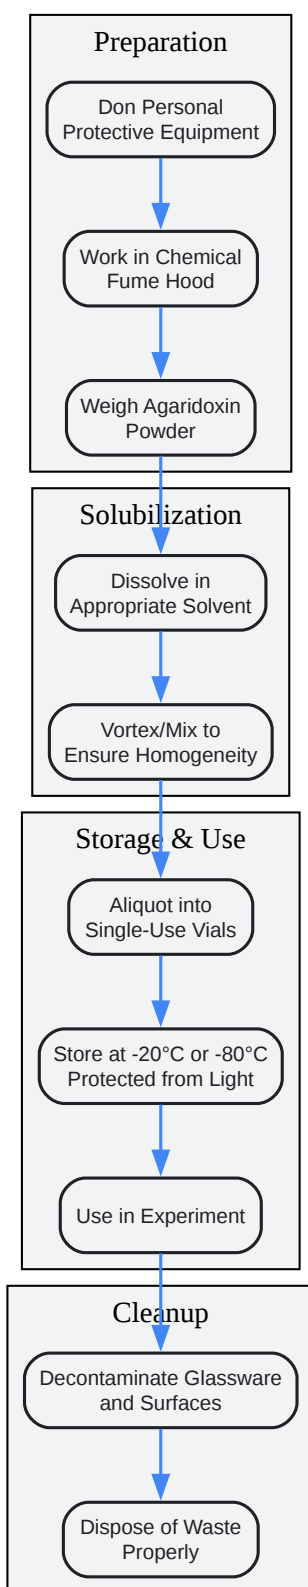 Preparation
Don Personal
Protective Equipment
Work in Chemical
Fume Hood
Weigh Agaridoxin
Powder
Solubilization
Dissolve in
Appropriate Solvent
Vortex/Mix to
Ensure Homogeneity
Storage & Use
Aliquot into
Single-Use Vials
Store at -20°C or -80°C
Protected from Light
Use in Experiment
Cleanup
Decontaminate Glassware
and Surfaces
Dispose of Waste
Properly